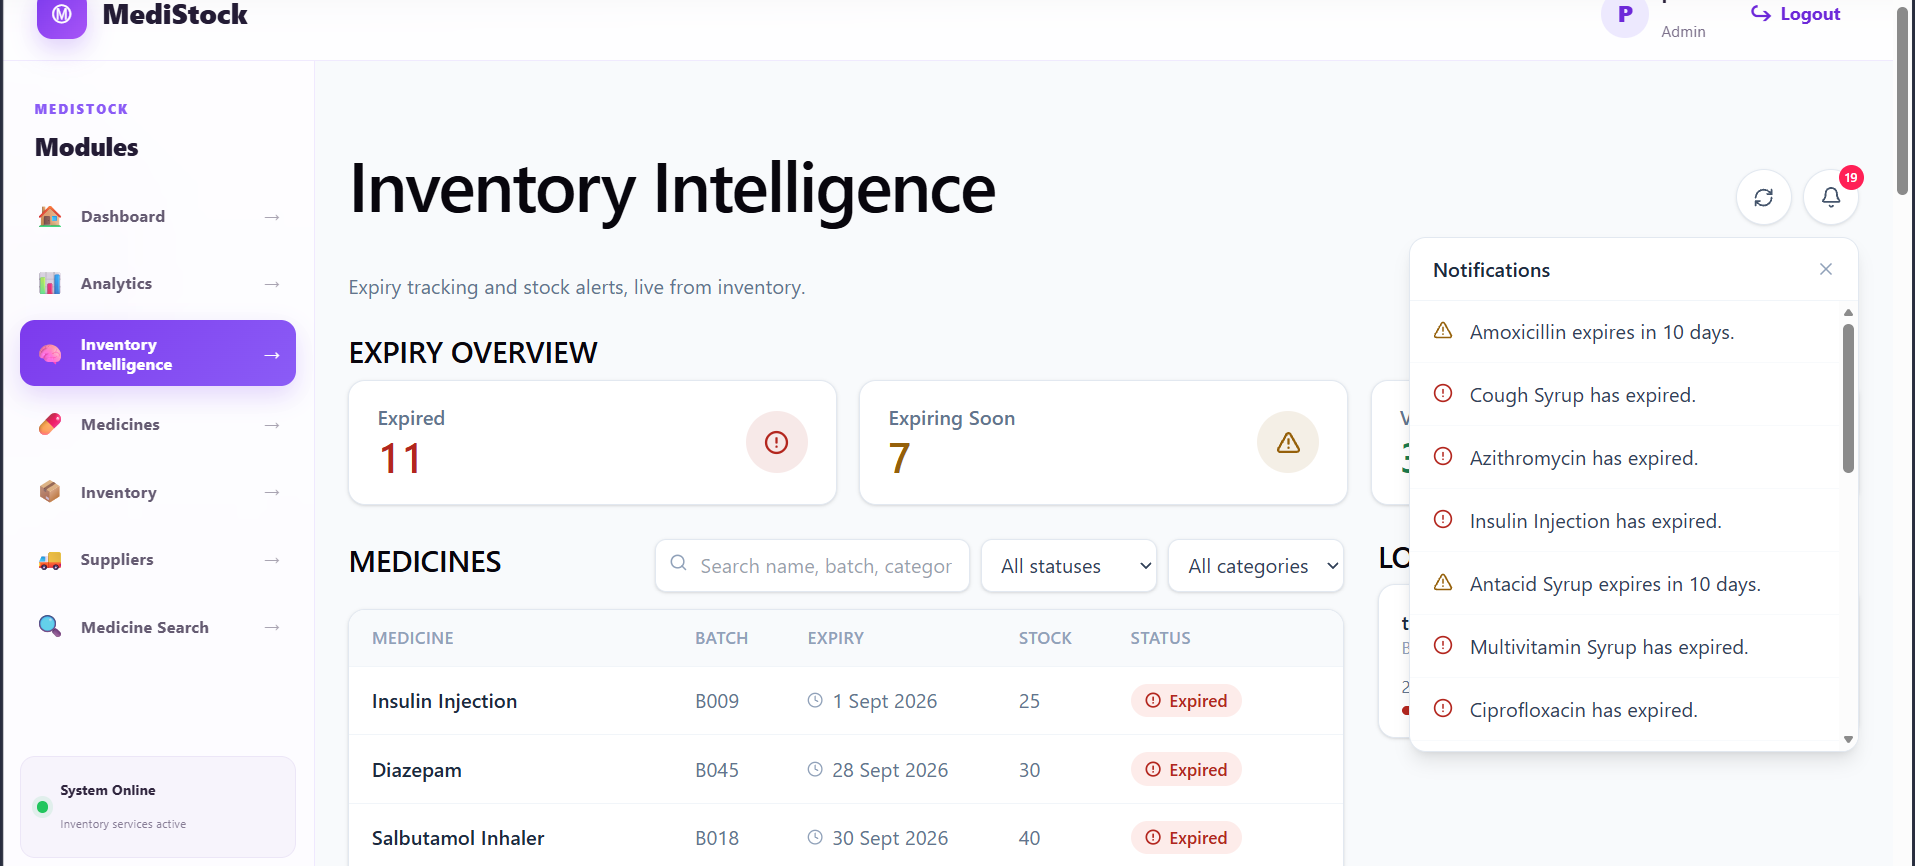 Ⓜ MediStock
P
Admin
Logout
MEDISTOCK
Modules
Dashboard →
Analytics →
Inventory
Intelligence →
Medicines →
Inventory →
Suppliers →
Medicine Search →
System Online
Inventory services active
Inventory Intelligence
19
Expiry tracking and stock alerts, live from inventory.
EXPIRY OVERVIEW
Expired
11
Expiring Soon
7
MEDICINES
Search name, batch, categor
All statuses
All categories
LO
MEDICINE BATCH EXPIRY STOCK STATUS
Insulin Injection B009 1 Sept 2026 25 Expired
Diazepam B045 28 Sept 2026 30 Expired
Salbutamol Inhaler B018 30 Sept 2026 40 Expired
Notifications
Amoxicillin expires in 10 days.
Cough Syrup has expired.
Azithromycin has expired.
Insulin Injection has expired.
Antacid Syrup expires in 10 days.
Multivitamin Syrup has expired.
Ciprofloxacin has expired.